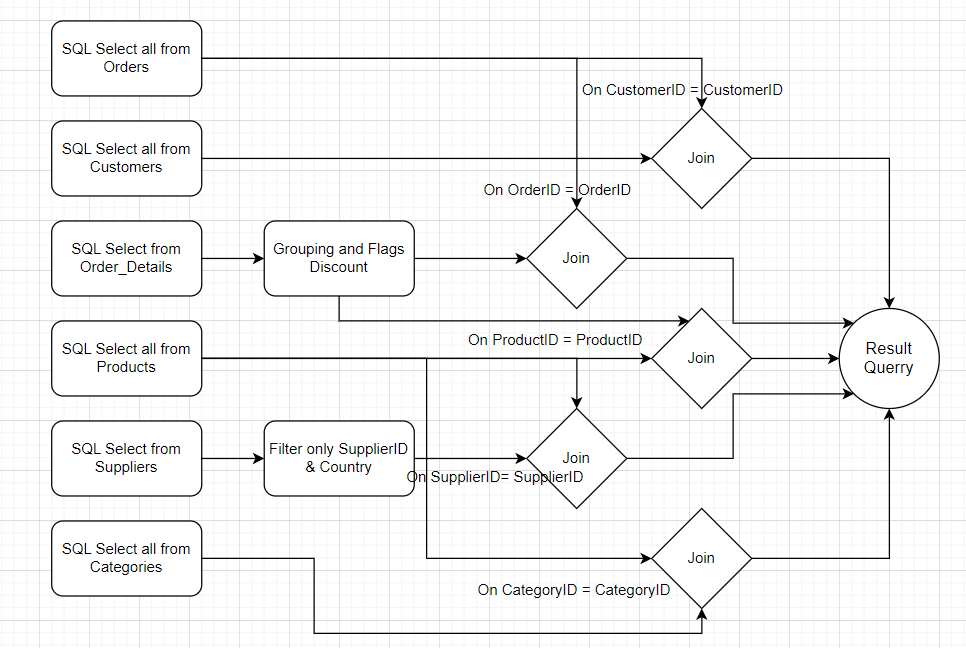 SQL Select all from
Orders
On CustomerID = CustomerID
SQL Select all from
Customers
Join
On OrderID = OrderID
SQL Select from
Order_Details
Grouping and Flags
Discount
Join
On ProductID = ProductID
SQL Select all from
Products
Join
Result
Querry
SQL Select from
Suppliers
Filter only SupplierID
& Country
Join
On SupplierID= SupplierID
SQL Select all from
Categories
Join
On CategoryID = CategoryID